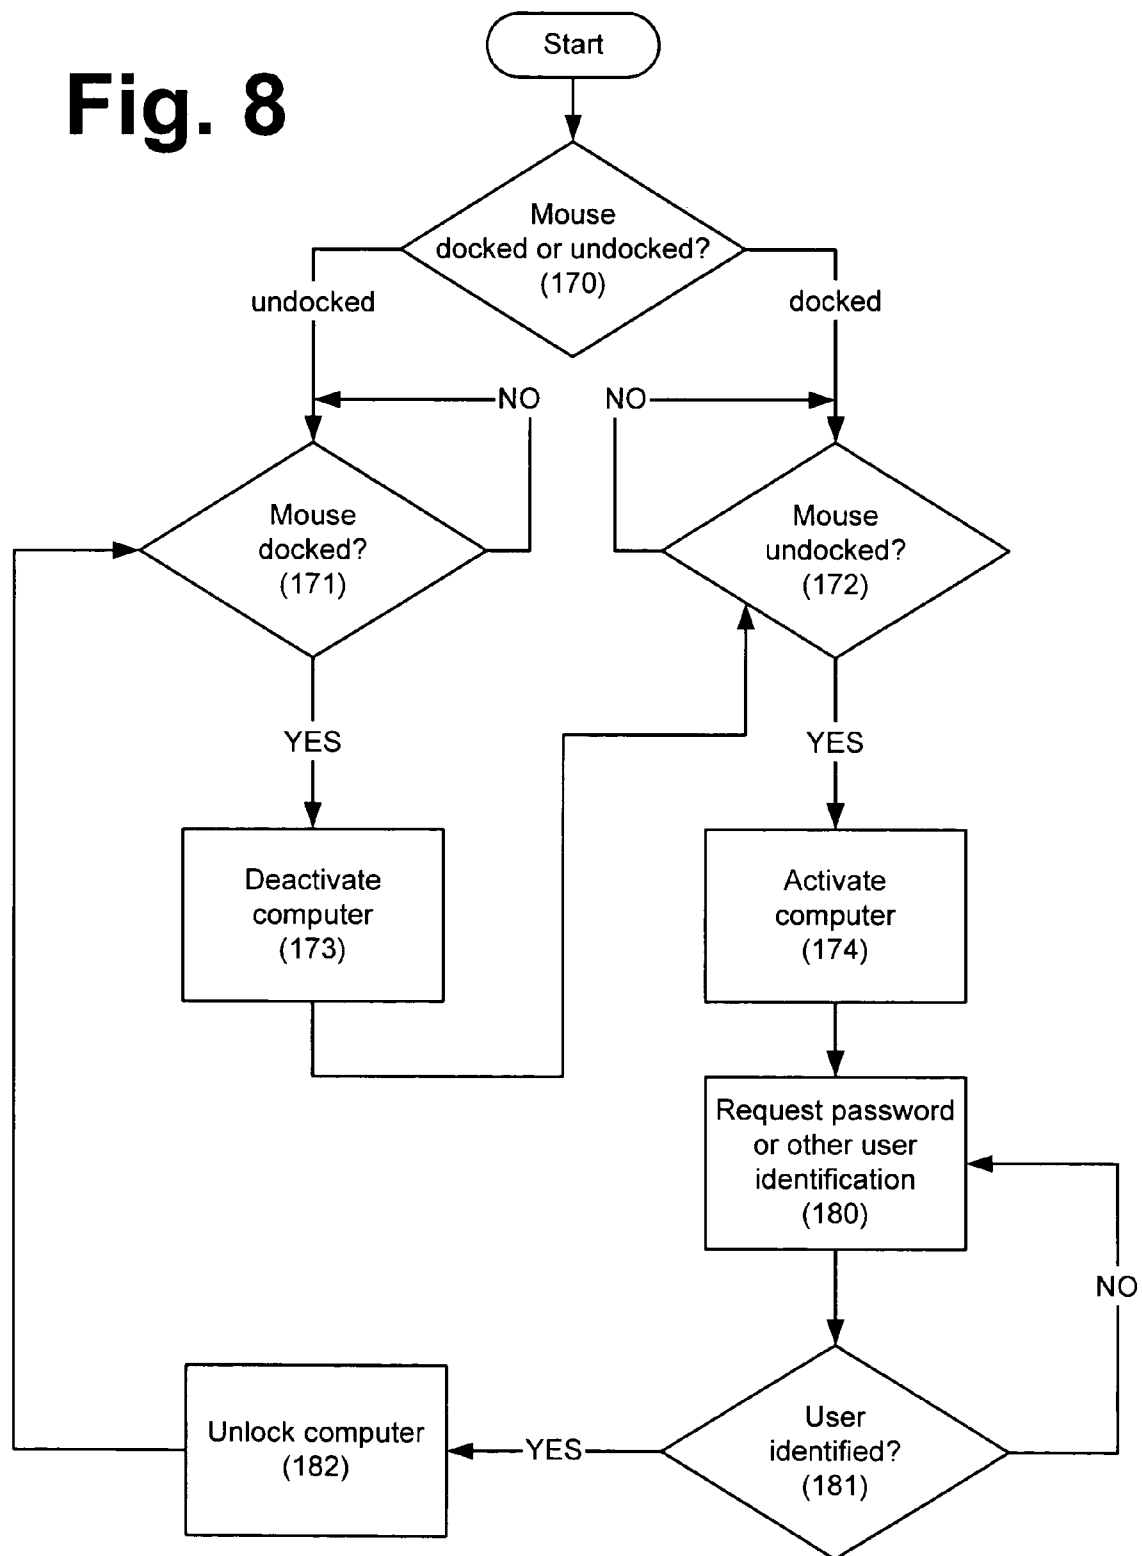 Start
Fig. 8
Mouse
docked or undocked?
(170)
undocked
docked
NO
NO
Mouse
docked?
(171)
Mouse
undocked?
(172)
YES
YES
Deactivate
computer
(173)
Activate
computer
(174)
Request password
or other user
identification
(180)
NO
User
identified?
(181)
YES
Unlock computer
(182)